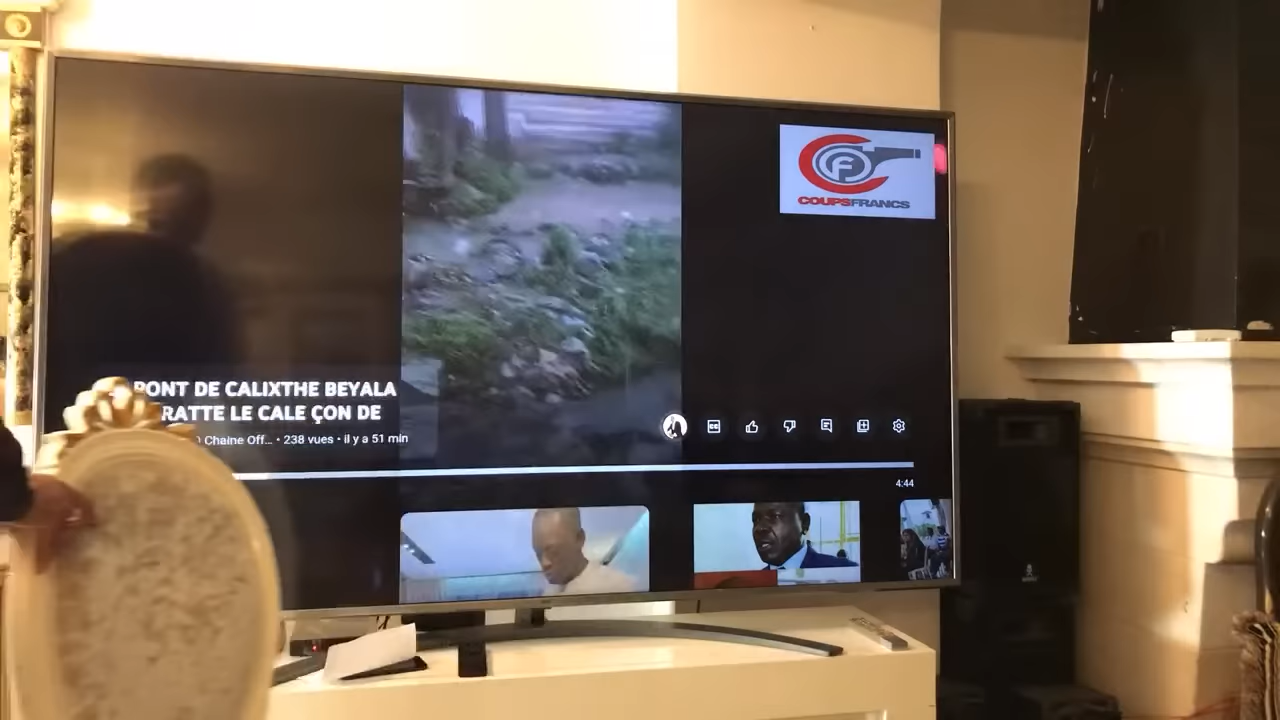 COUPSFRANCS
PONT DE CALIXTHE BEYALA
RATTE LE CALE ÇON DE
Chaine Off... • 238 vues • il y a 51 min
4:44